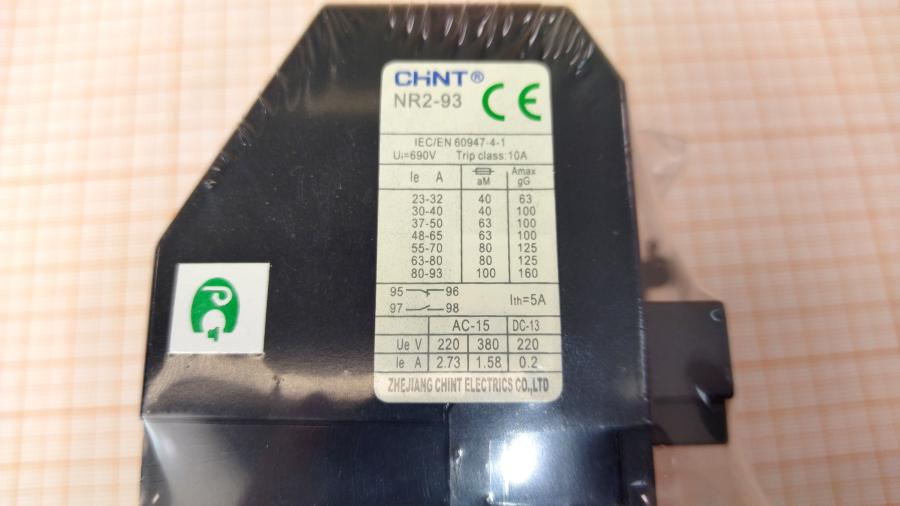 CHNT®
NR2-93
CE
IEC/EN 60947-4-1
Ui=690V Trip class:10A
Ie A aM Amax gG
23-32 40 63
30-40 40 100
37-50 63 100
48-65 63 100
55-70 80 125
63-80 80 125
80-93 100 160
95 96
97 98
Ith=5A
AC-15 DC-13
Ue V 220 380 220
Ie A 2.73 1.58 0.2
ZHEJIANG CHINT ELECTRICS CO.,LTD